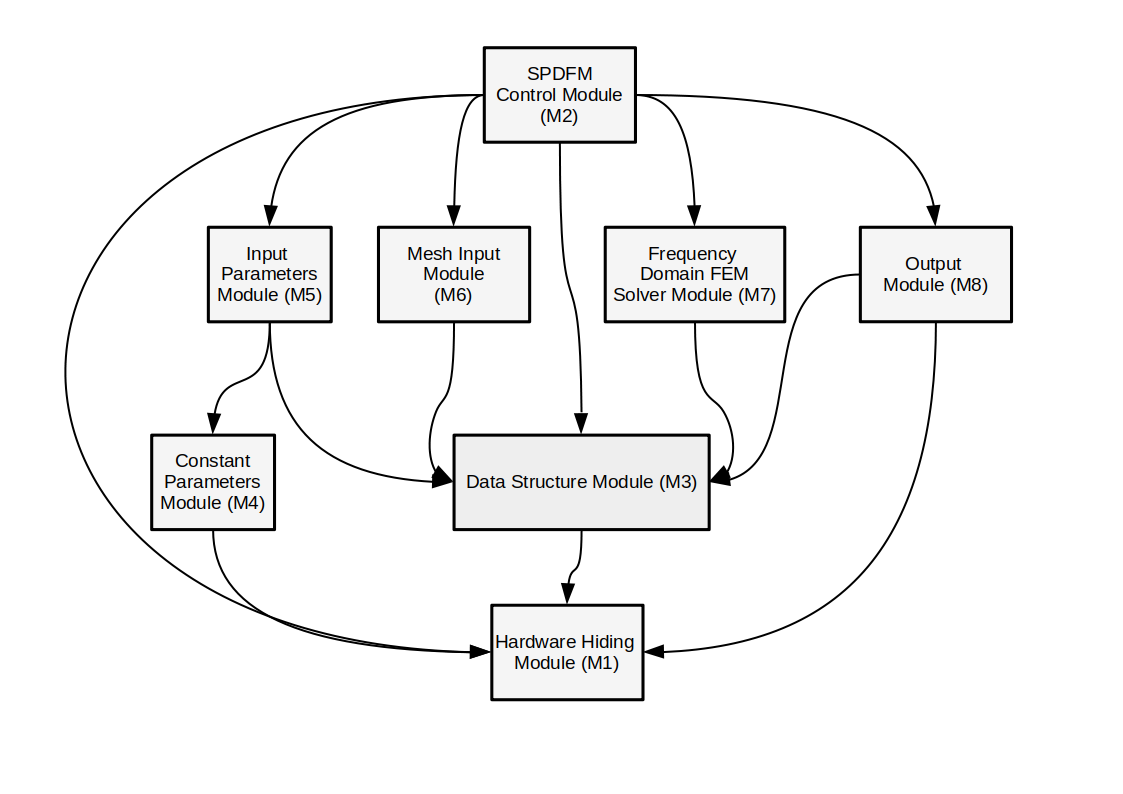 SPDFM
Control Module
(M2)
Input
Parameters
Module (M5)
Mesh Input
Module
(M6)
Frequency
Domain FEM
Solver Module (M7)
Output
Module (M8)
Constant
Parameters
Module (M4)
Data Structure Module (M3)
Hardware Hiding
Module (M1)